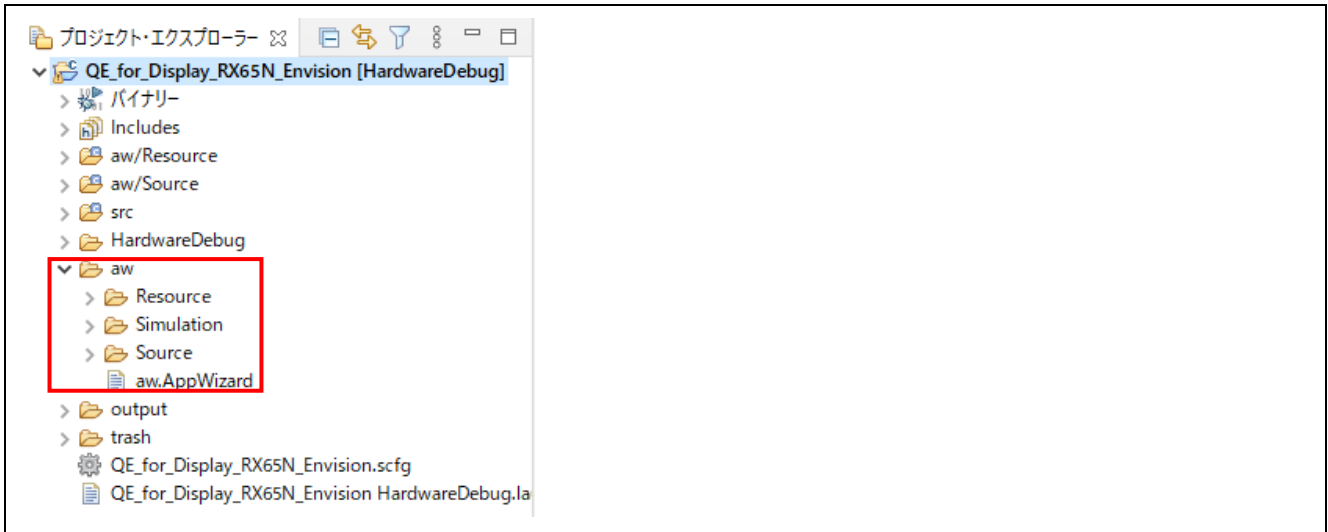 プロジェクト・エクスプローラー
QE_for_Display_RX65N_Envision [HardwareDebug]
バイナリー
Includes
aw/Resource
aw/Source
src
HardwareDebug
aw
Resource
Simulation
Source
aw.AppWizard
output
trash
QE_for_Display_RX65N_Envision.scfg
QE_for_Display_RX65N_Envision HardwareDebug.la